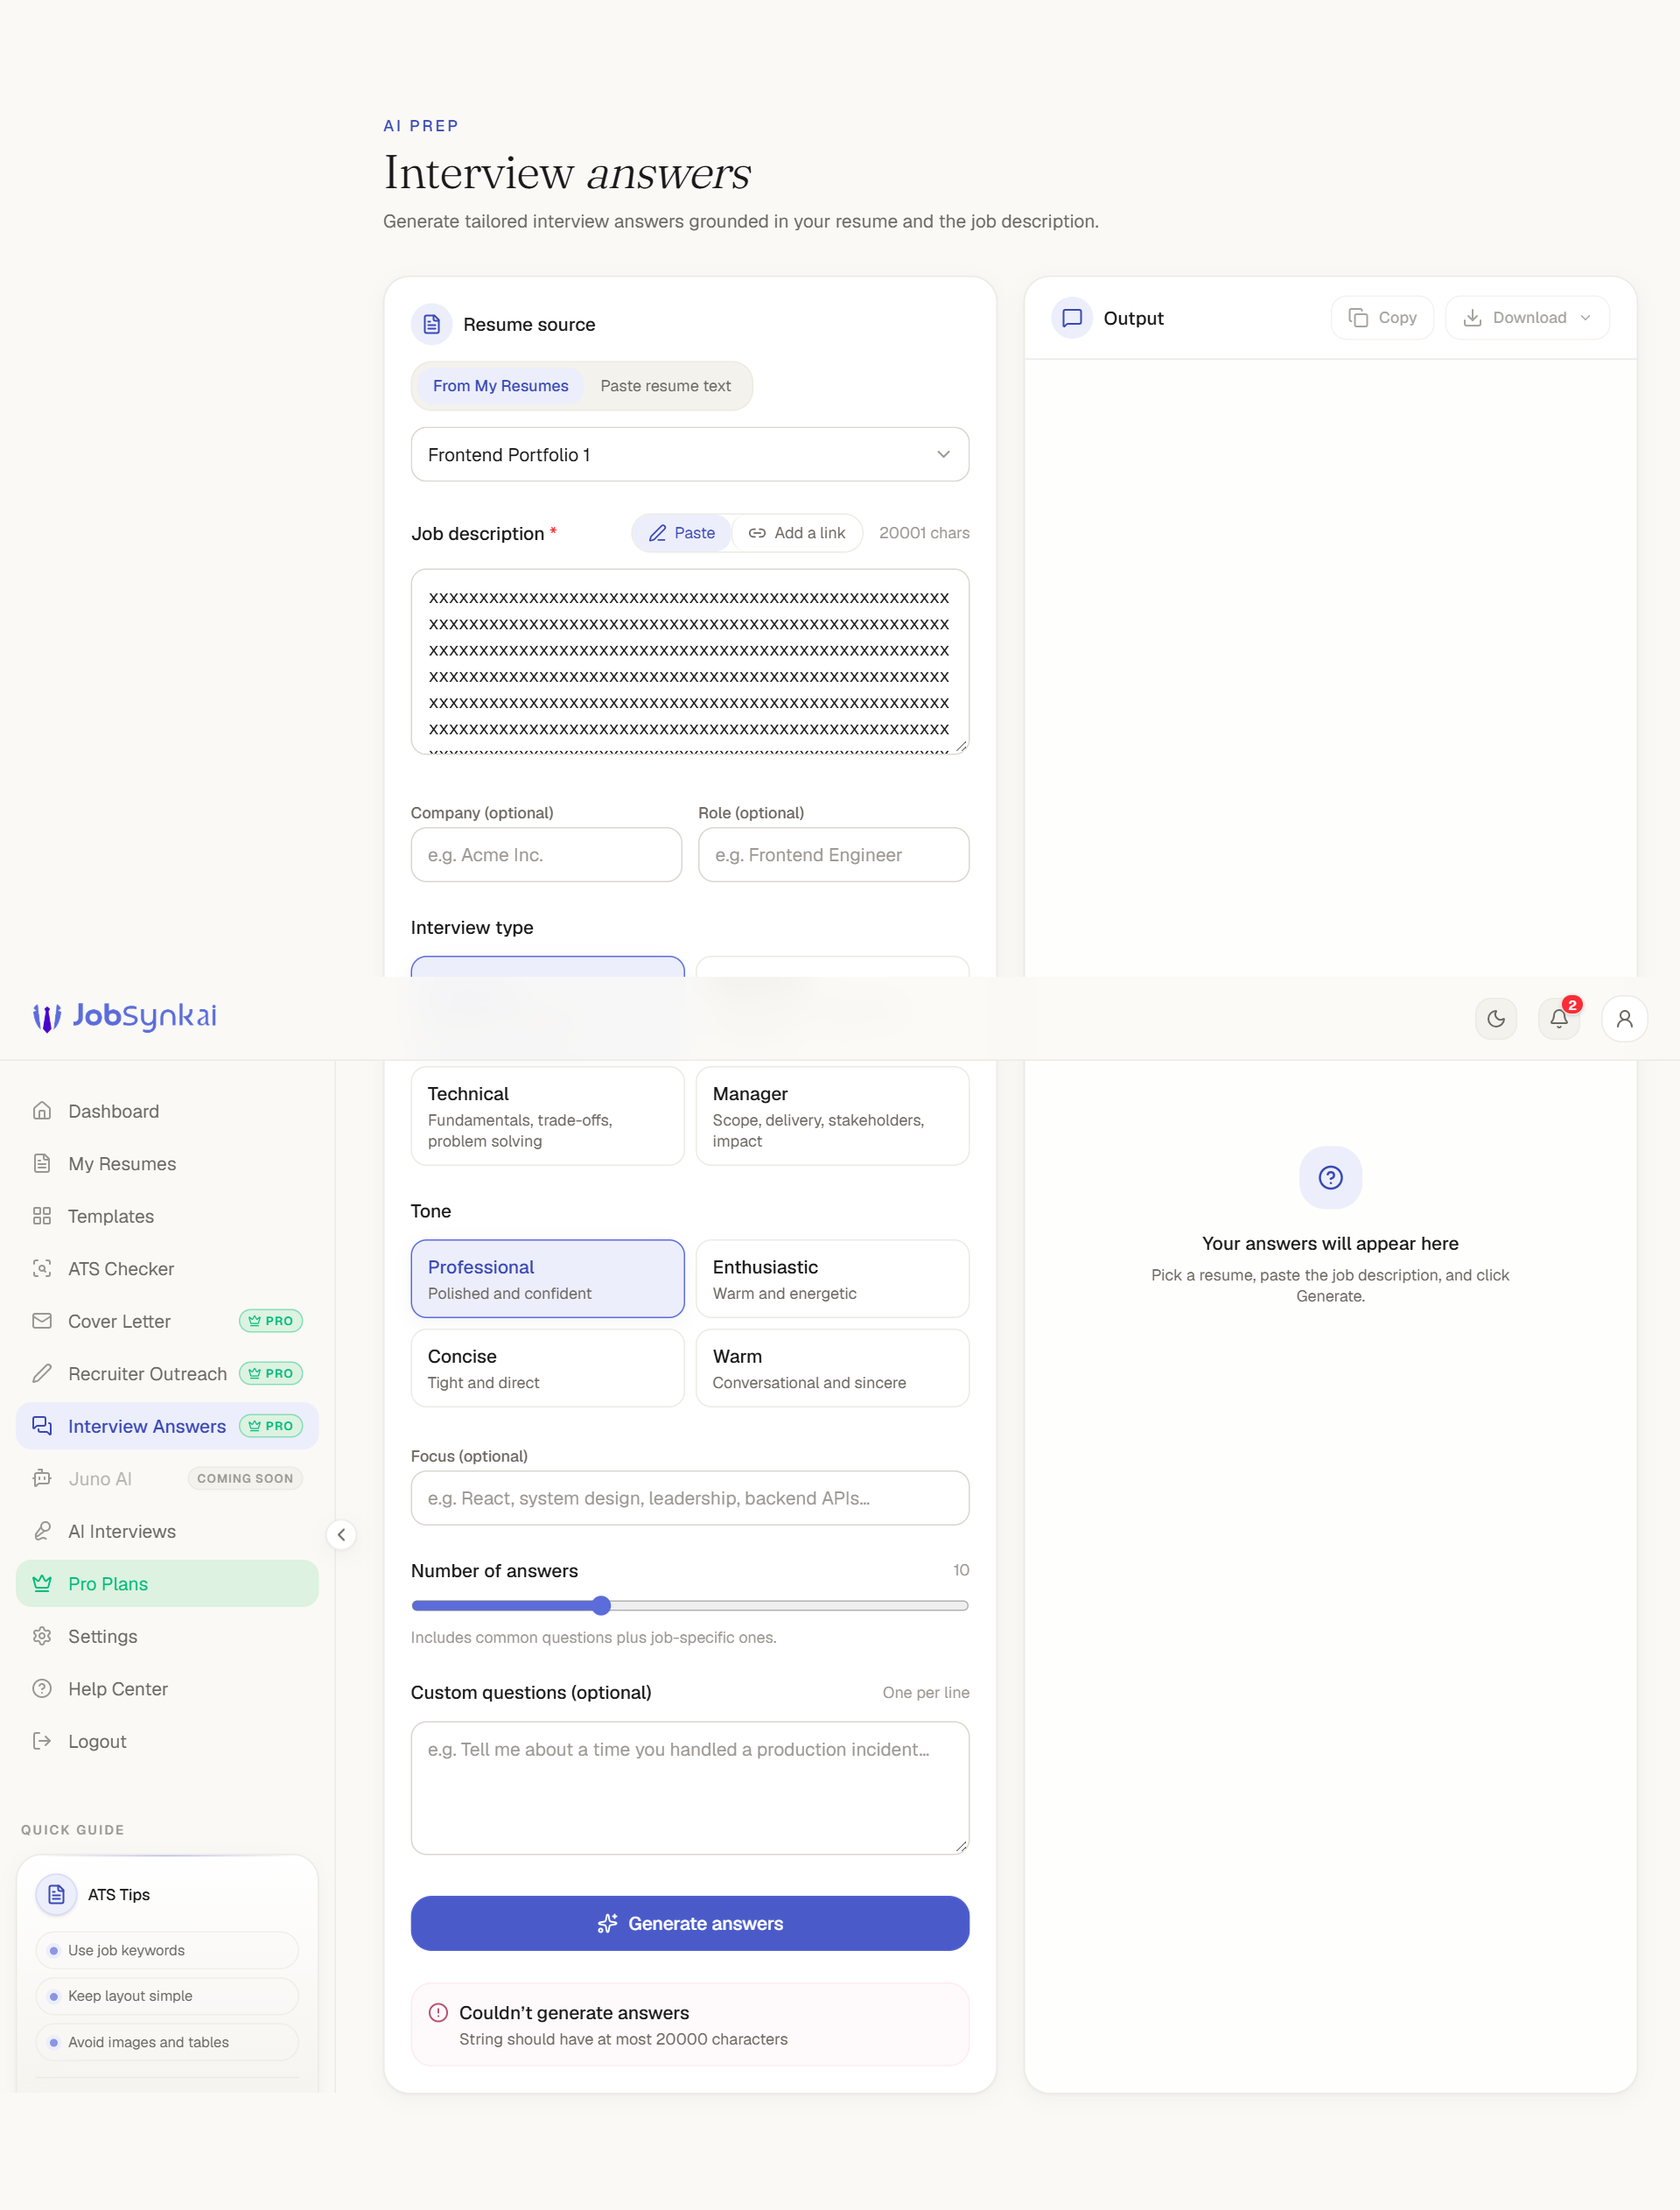 AI PREP
Interview answers
Generate tailored interview answers grounded in your resume and the job description.
Resume source
From My Resumes
Paste resume text
Frontend Portfolio 1
Job description *
Paste
Add a link
20001 chars
xxxxxxxxxxxxxxxxxxxxxxxxxxxxxxxxxxxxxxxxxxxxxxxxxxxx
xxxxxxxxxxxxxxxxxxxxxxxxxxxxxxxxxxxxxxxxxxxxxxxxxxxx
xxxxxxxxxxxxxxxxxxxxxxxxxxxxxxxxxxxxxxxxxxxxxxxxxxxx
xxxxxxxxxxxxxxxxxxxxxxxxxxxxxxxxxxxxxxxxxxxxxxxxxxxx
xxxxxxxxxxxxxxxxxxxxxxxxxxxxxxxxxxxxxxxxxxxxxxxxxxxx
xxxxxxxxxxxxxxxxxxxxxxxxxxxxxxxxxxxxxxxxxxxxxxxxxxxx
xxxxxxxxxxxxxxxxxxxxxxxxxxxxxxxxxxxxxxxxxxxxxxxxxxxx
Company (optional)
e.g. Acme Inc.
Role (optional)
e.g. Frontend Engineer
Interview type
Technical
Fundamentals, trade-offs,
problem solving
Manager
Scope, delivery, stakeholders,
impact
Tone
Professional
Polished and confident
Enthusiastic
Warm and energetic
Concise
Tight and direct
Warm
Conversational and sincere
Focus (optional)
e.g. React, system design, leadership, backend APIs...
Number of answers
10
Includes common questions plus job-specific ones.
Custom questions (optional)
One per line
e.g. Tell me about a time you handled a production incident...
Generate answers
Couldn’t generate answers
String should have at most 20000 characters
Output
Copy
Download
Your answers will appear here
Pick a resume, paste the job description, and click
Generate.
JobSynkai
2
Dashboard
My Resumes
Templates
ATS Checker
Cover Letter
PRO
Recruiter Outreach
PRO
Interview Answers
PRO
Juno AI
COMING SOON
AI Interviews
Pro Plans
Settings
Help Center
Logout
QUICK GUIDE
ATS Tips
Use job keywords
Keep layout simple
Avoid images and tables